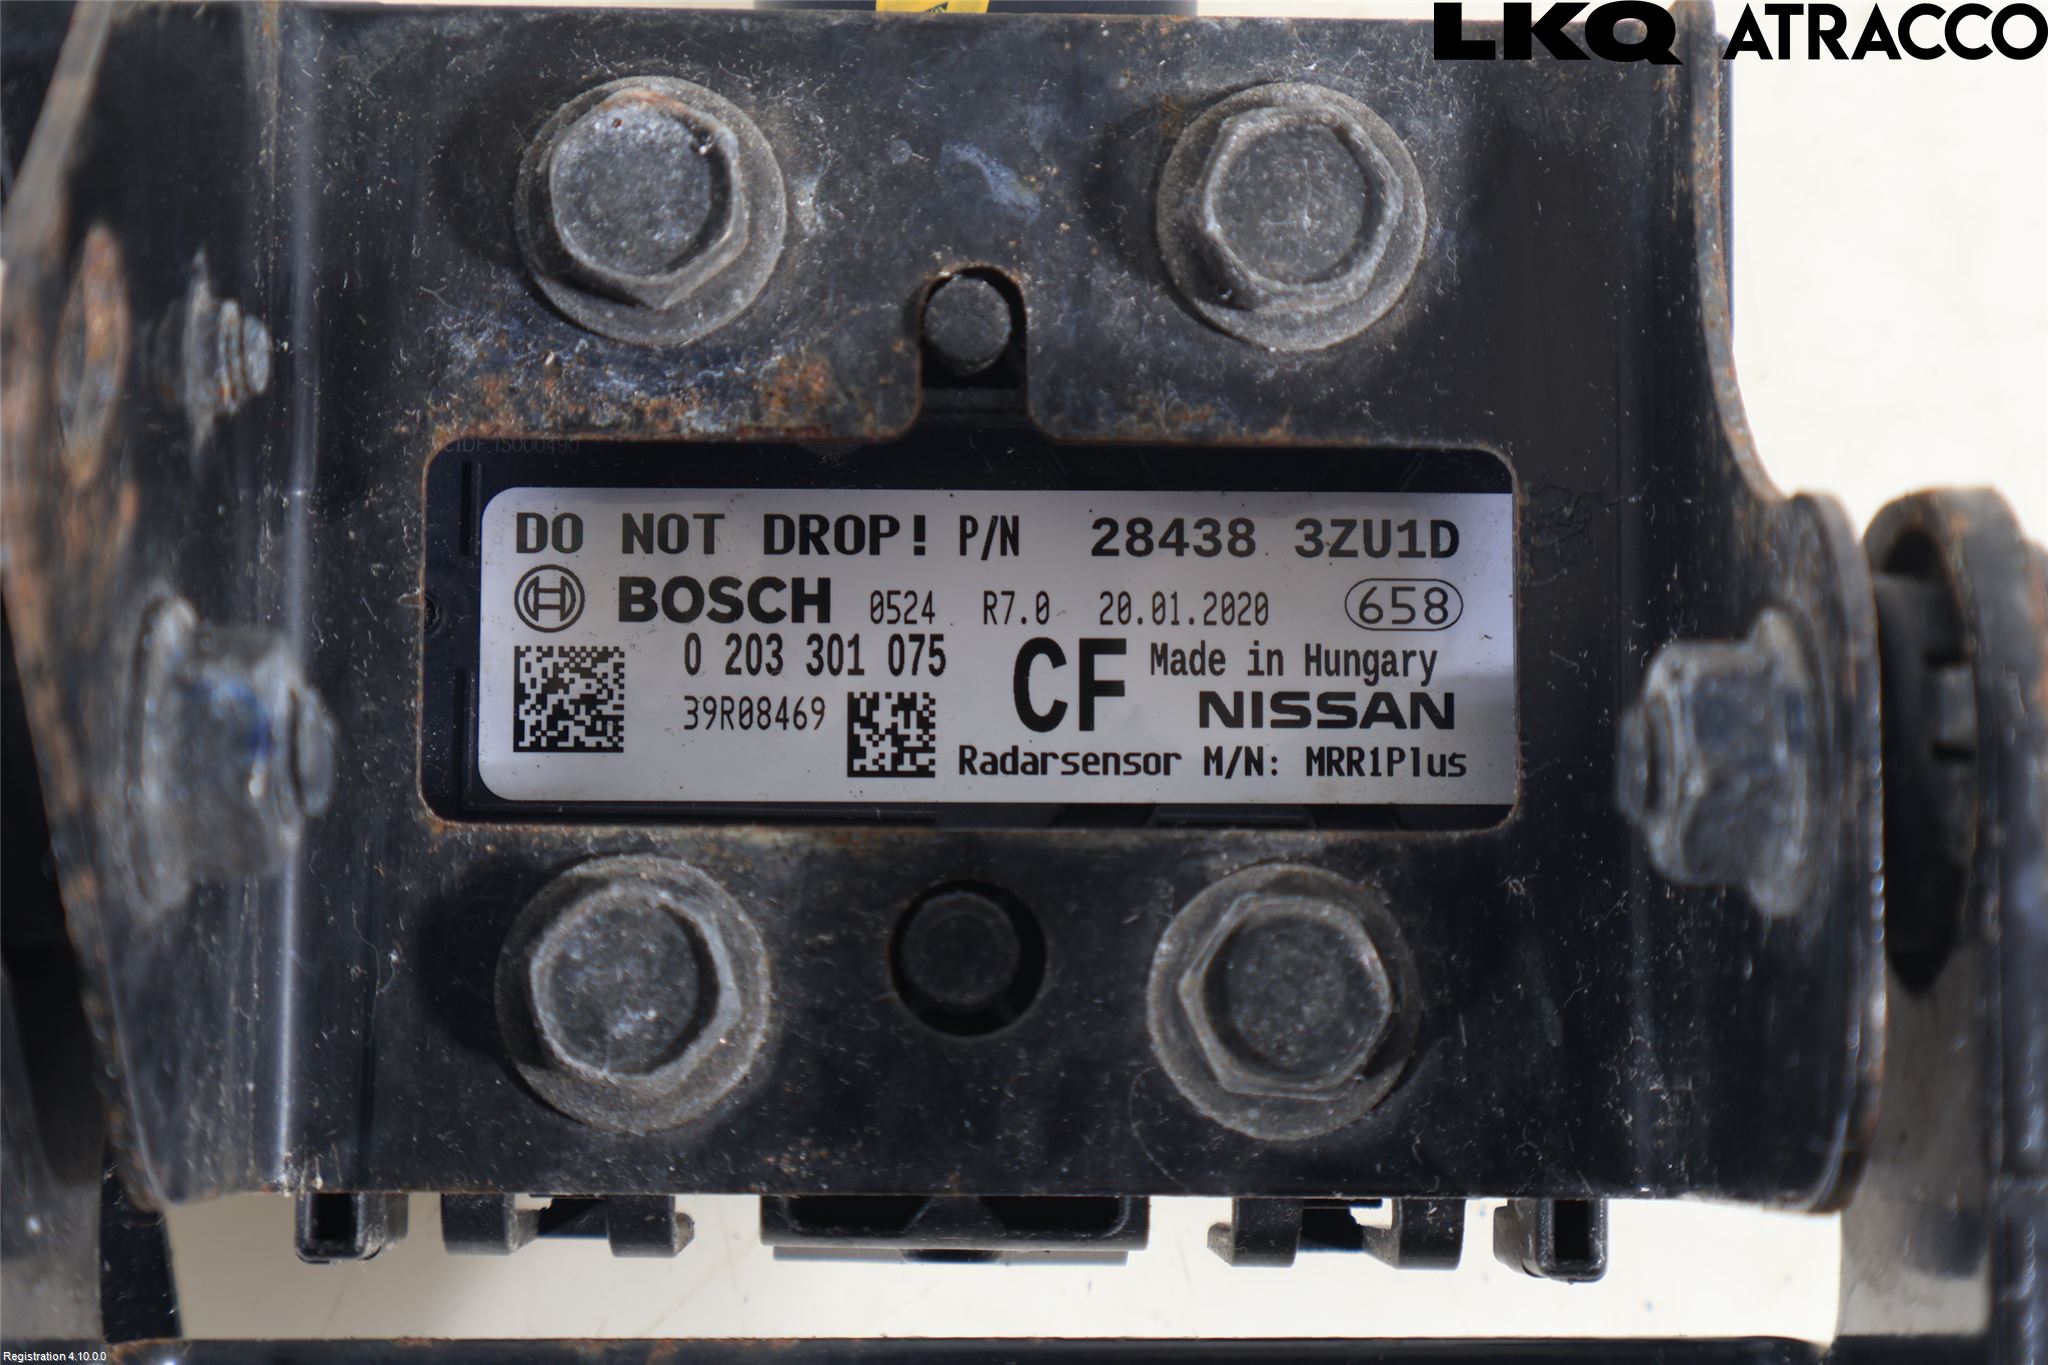 LKQ ATRACCO
DO NOT DROP! P/N 28438 3ZU1D
BOSCH 0524 R7.0 20.01.2020 658
0 203 301 075 CF Made in Hungary
39R08469 NISSAN
Radarsensor M/N: MRR1Plus
Registration 4.10.0.0